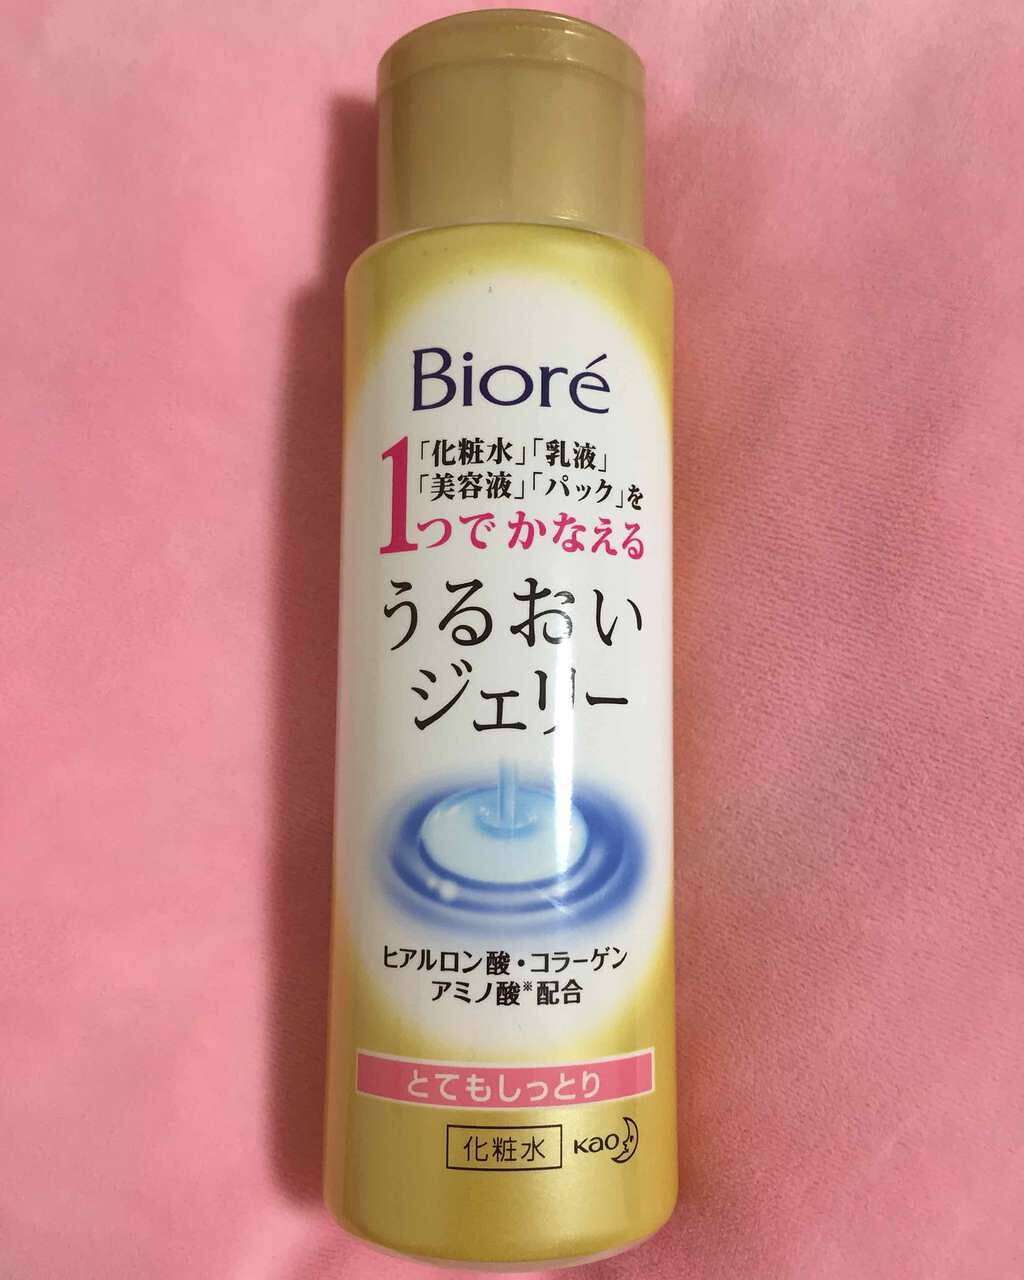 Bioré
「化粧水」「乳液」
「美容液」「パック」を
1つでかなえる
うるおい
ジェリー
ヒアルロン酸・コラーゲン
アミノ酸※配合
とてもしっとり
化粧水 Kao